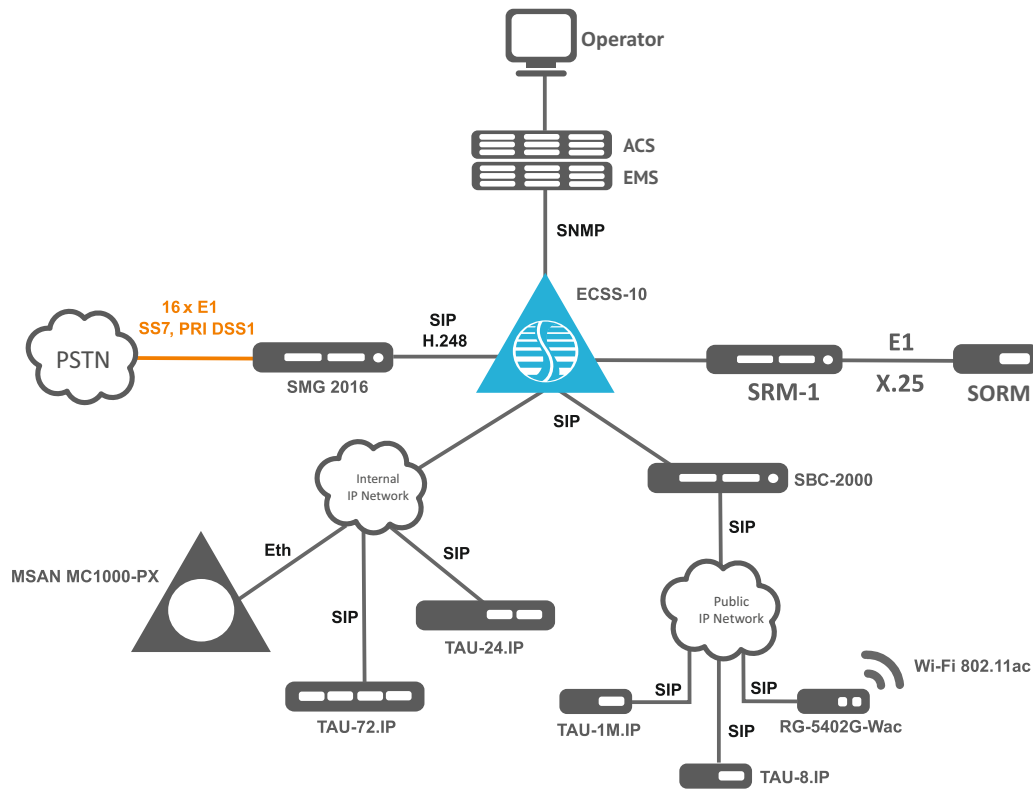 Operator
ACS
EMS
SNMP
ECSS-10
16 x E1
SS7, PRI DSS1
SIP
H.248
PSTN
SMG 2016
E1
SRM-1
X.25
SORM
SIP
Internal
IP Network
SBC-2000
Eth
SIP
SIP
MSAN MC1000-PX
SIP
Public
IP Network
TAU-24.IP
Wi-Fi 802.11ac
SIP
SIP
TAU-72.IP
TAU-1M.IP
SIP
RG-5402G-Wac
TAU-8.IP